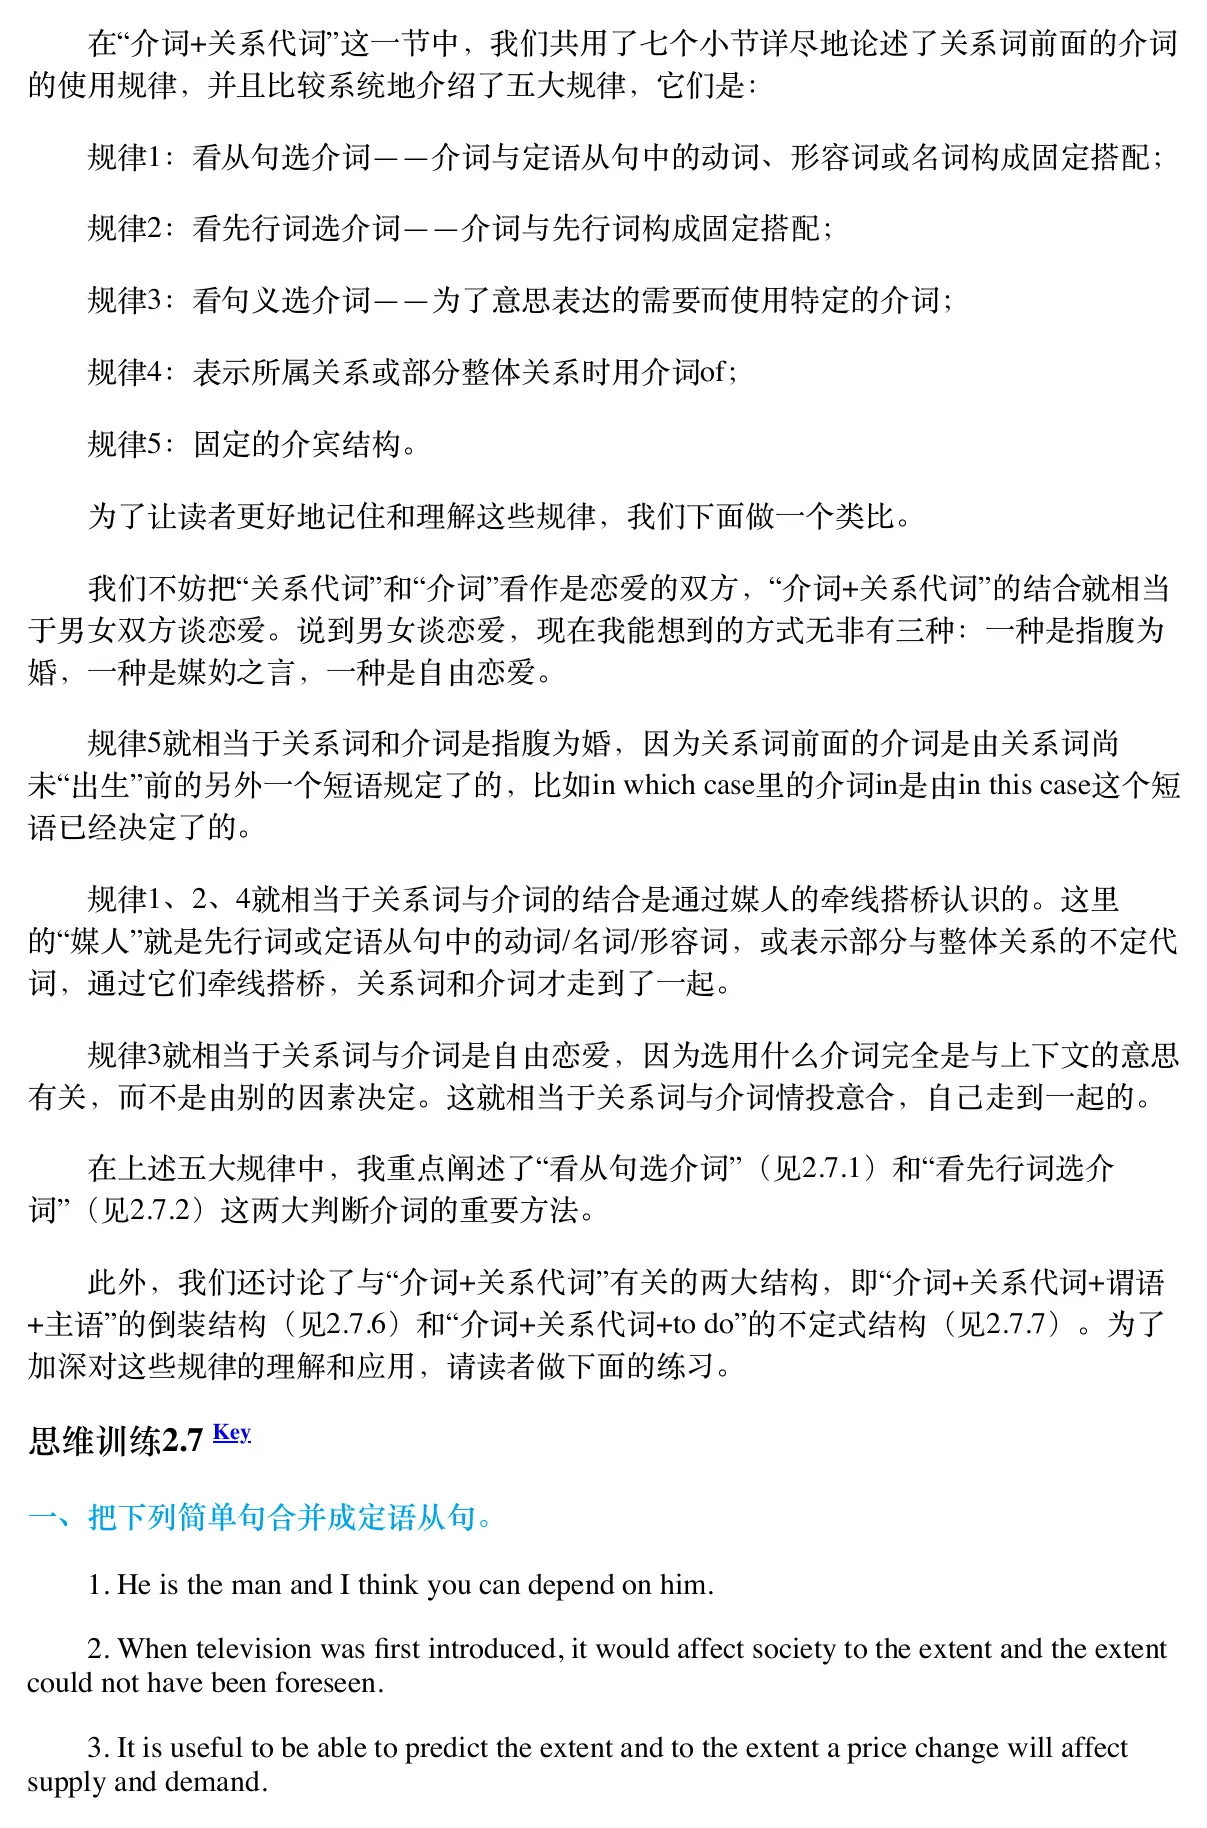 在“介词+关系代词”这一节中，我们共用了七个小节详尽地论述了关系词前面的介词
的使用规律，并且比较系统地介绍了五大规律，它们是：
规律1：看从句选介词——介词与定语从句中的动词、形容词或名词构成固定搭配；
规律2：看先行词选介词——介词与先行词构成固定搭配；
规律3：看句义选介词——为了意思表达的需要而使用特定的介词；
规律4：表示所属关系或部分整体关系时用介词of；
规律5：固定的介宾结构。
为了让读者更好地记住和理解这些规律，我们下面做一个类比。
我们不妨把“关系代词”和“介词”看作是恋爱的双方，“介词+关系代词”的结合就相当
于男女双方谈恋爱。说到男女谈恋爱，现在我能想到的方式无非有三种：一种是指腹为
婚，一种是媒妁之言，一种是自由恋爱。
规律5就相当于关系词和介词是指腹为婚，因为关系词前面的介词是由关系词尚
未“出生”前的另外一个短语规定了的，比如in which case里的介词in是由in this case这个短
语已经决定了的。
规律1、2、4就相当于关系词与介词的结合是通过媒人的牵线搭桥认识的。这里
的“媒人”就是先行词或定语从句中的动词/名词/形容词，或表示部分与整体关系的不定代
词，通过它们牵线搭桥，关系词和介词才走到了一起。
规律3就相当于关系词与介词是自由恋爱，因为选用什么介词完全是与上下文的意思
有关，而不是由别的因素决定。这就相当于关系词与介词情投意合，自己走到一起的。
在上述五大规律中，我重点阐述了“看从句选介词”（见2.7.1）和“看先行词选介
词”（见2.7.2）这两大判断介词的重要方法。
此外，我们还讨论了与“介词+关系代词”有关的两大结构，即“介词+关系代词+谓语
+主语”的倒装结构（见2.7.6）和“介词+关系代词+to do”的不定式结构（见2.7.7）。为了
加深对这些规律的理解和应用，请读者做下面的练习。
思维训练2.7 Key
一、把下列简单句合并成定语从句。
1. He is the man and I think you can depend on him.
2. When television was first introduced, it would affect society to the extent and the extent
could not have been foreseen.
3. It is useful to be able to predict the extent and to the extent a price change will affect
supply and demand.